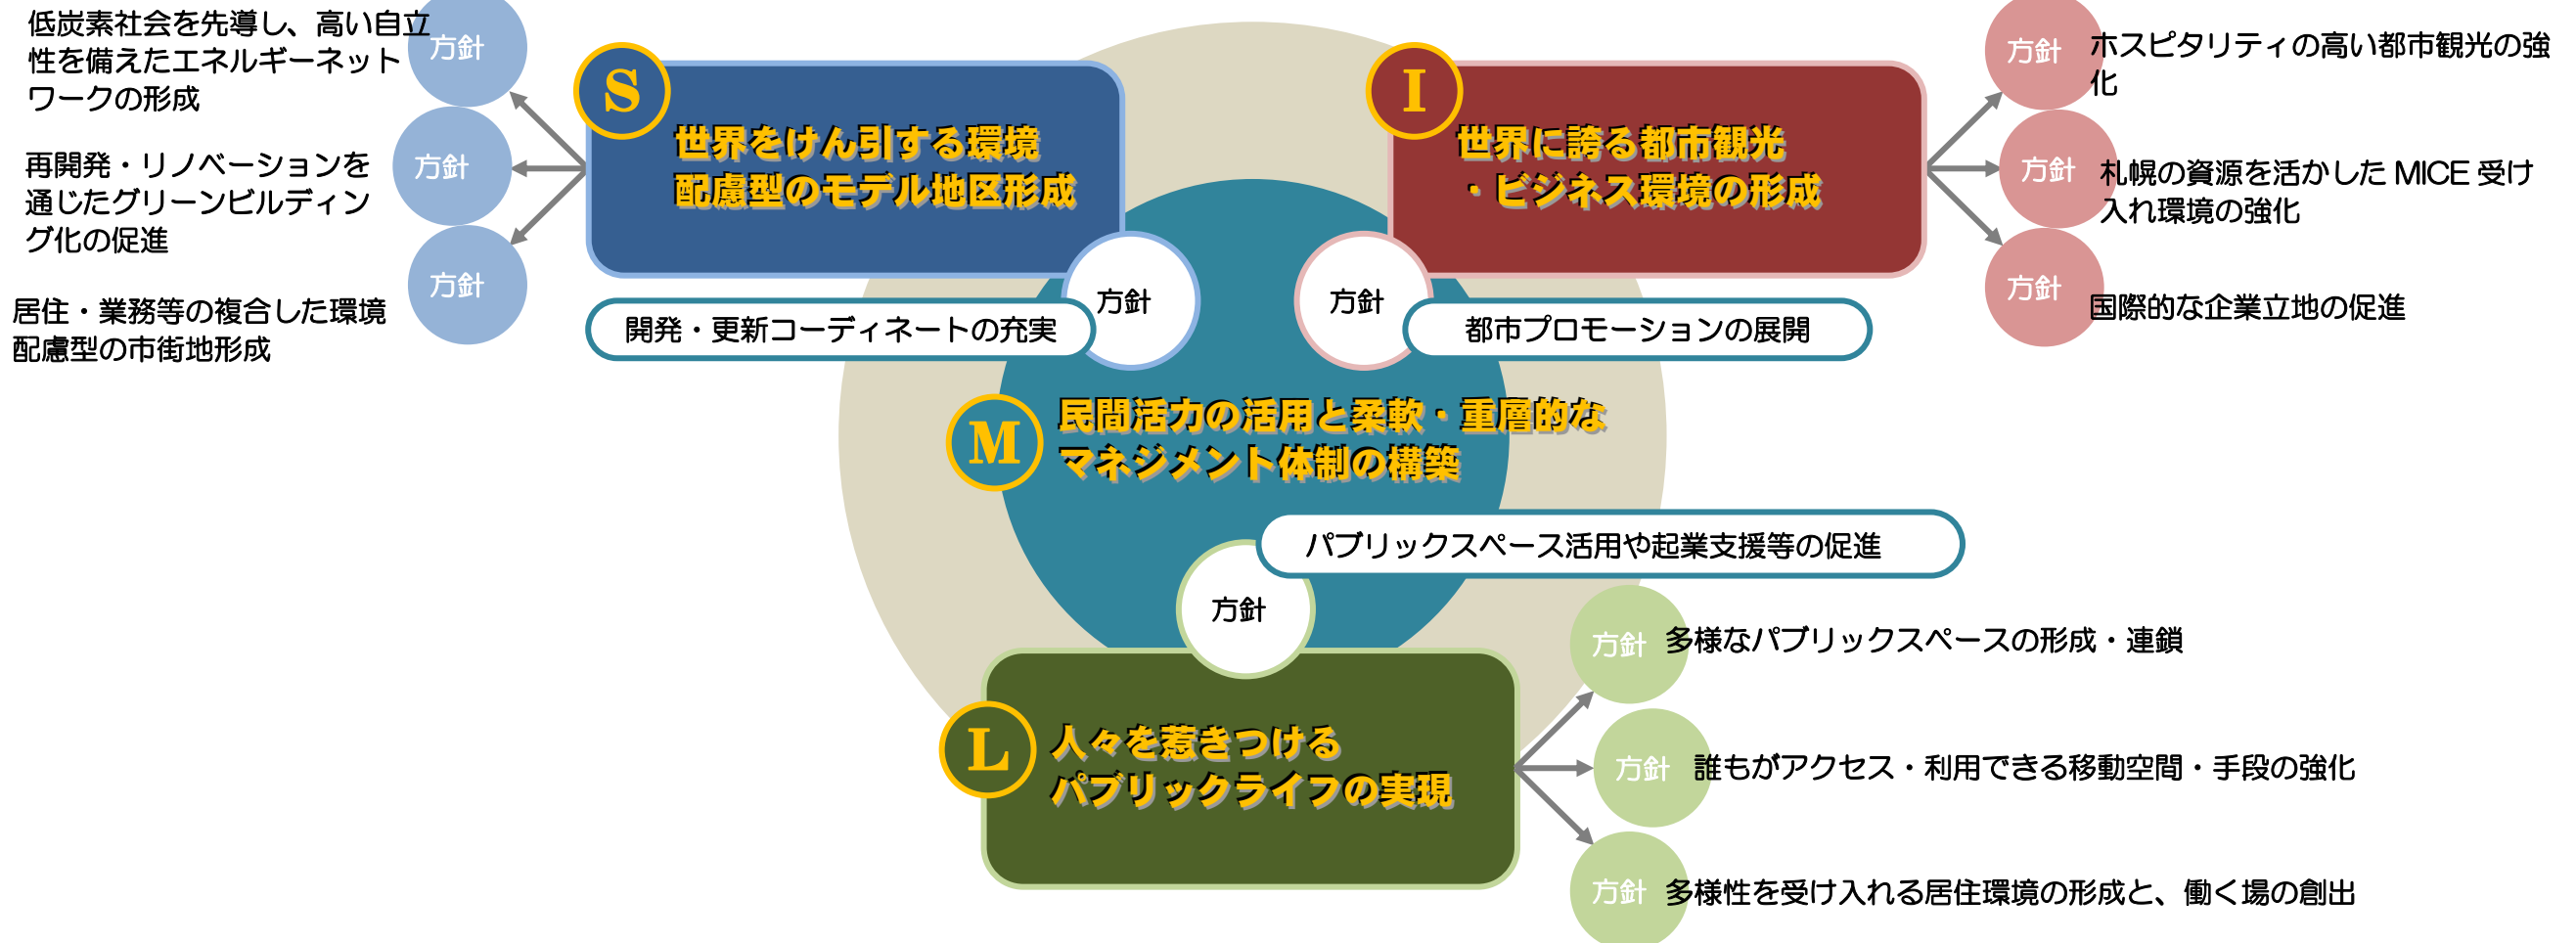 低炭素社会を先導し、高い自立
性を備えたエネルギーネット
ワークの形成
方針
再開発・リノベーションを
通じたグリーンビルディン
グ化の促進
方針
居住・業務等の複合した環境
配慮型の市街地形成
方針
S
世界をけん引する環境
配慮型のモデル地区形成
方針
開発・更新コーディネートの充実
I
世界に誇る都市観光
・ビジネス環境の形成
方針
都市プロモーションの展開
方針
ホスピタリティの高い都市観光の強
化
方針
札幌の資源を活かした MICE 受け
入れ環境の強化
方針
国際的な企業立地の促進
M
民間活力の活用と柔軟・重層的な
マネジメント体制の構築
パブリックスペース活用や起業支援等の促進
方針
L
人々を惹きつける
パブリックライフの実現
方針
多様なパブリックスペースの形成・連鎖
方針
誰もがアクセス・利用できる移動空間・手段の強化
方針
多様性を受け入れる居住環境の形成と、働く場の創出